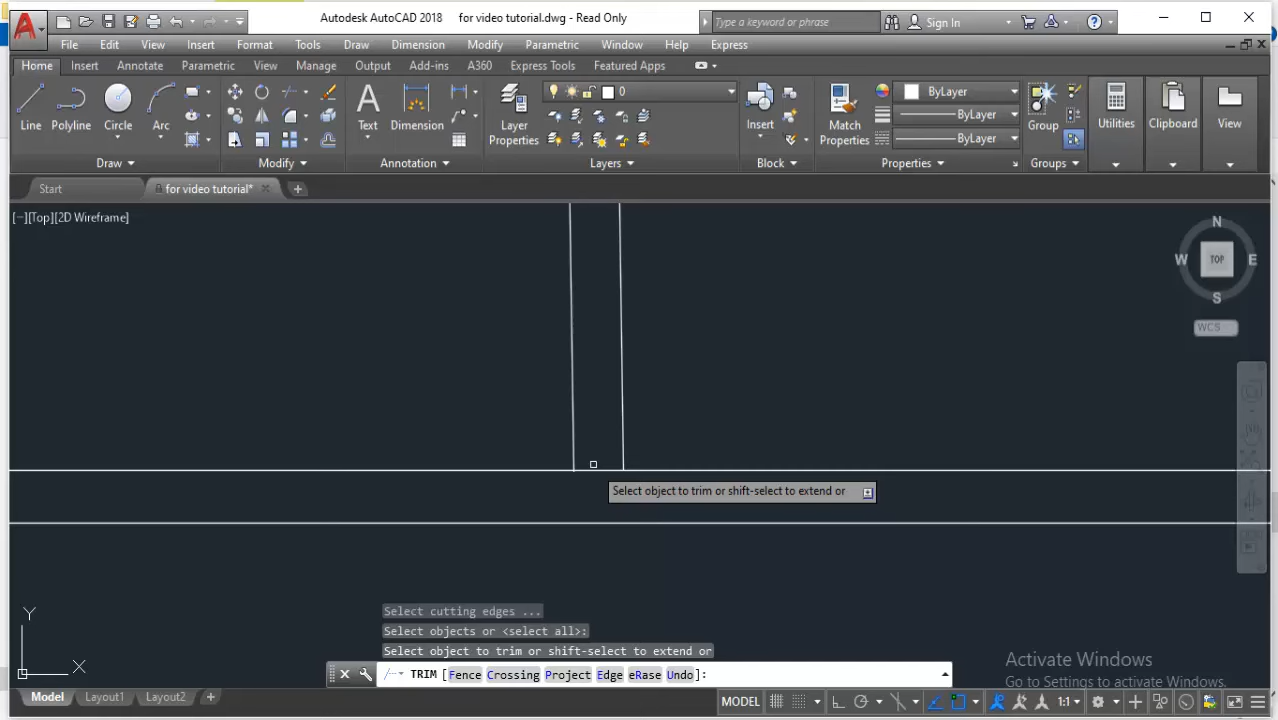 Autodesk AutoCAD 2018 for video tutorial.dwg - Read Only
Type a keyword or phrase
Sign In
File Edit View Insert Format Tools Draw Dimension Modify Parametric Window Help Express
Home Insert Annotate Parametric View Manage Output Add-ins A360 Express Tools Featured Apps
0
ByLayer
ByLayer
ByLayer
Line Polyline Circle Arc
Text Dimension
Layer Properties
Insert
Match Properties
Group
Utilities
Clipboard
View
Draw Modify Annotation Layers Block Properties Groups
Start for video tutorial*
[−][Top][2D Wireframe]
N
W TOP E
S
WCS
Select object to trim or shift-select to extend or
Select cutting edges ...
Select objects or <select all>:
Select object to trim or shift-select to extend or
TRIM [Fence Crossing Project Edge eRase Undo]:
Y
X
Activate Windows
Go to Settings to activate Windows.
Model Layout1 Layout2
MODEL 1:1